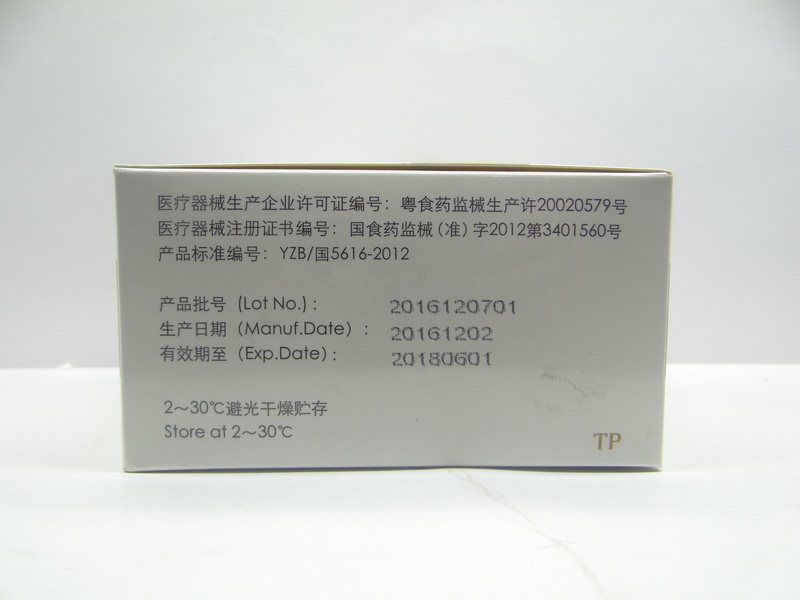 医疗器械生产企业许可证编号：粤食药监械生产许20020579号
医疗器械注册证书编号：国食药监械（准）字2012第3401560号
产品标准编号：YZB/国5616-2012
产品批号 (Lot No.)： 2016120701
生产日期（Manuf.Date）： 20161202
有效期至（Exp.Date）： 20180601
2～30℃避光干燥贮存
Store at 2～30℃
TP